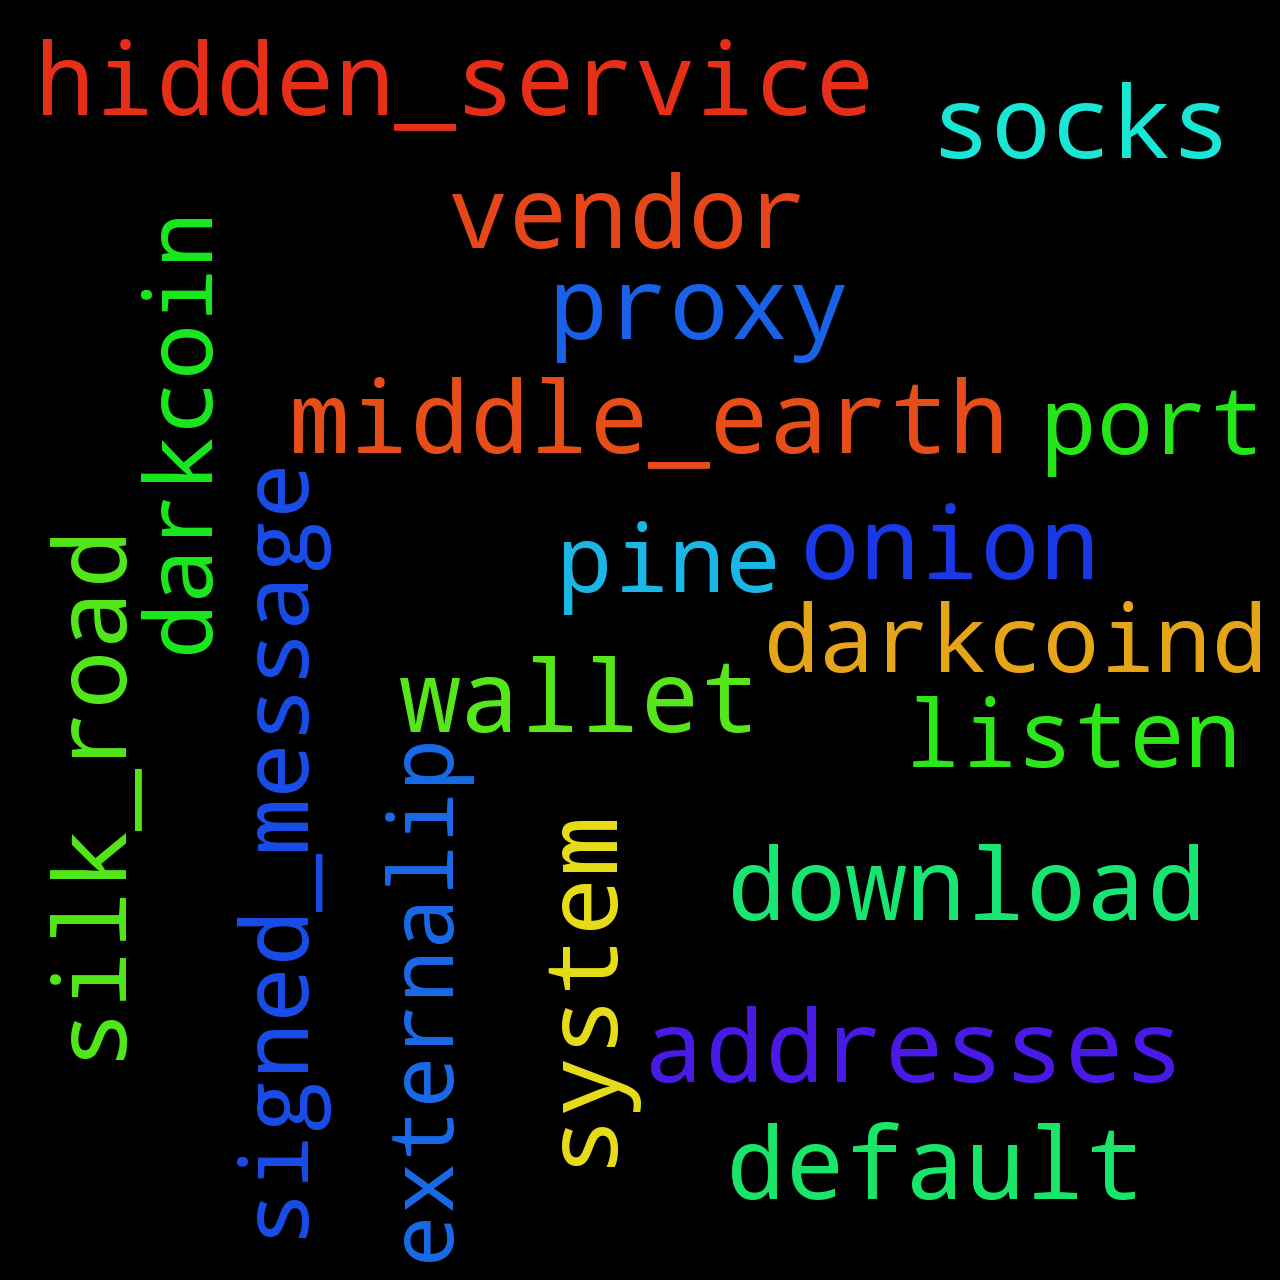 hidden_service
socks
vendor
proxy
darkcoin
middle_earth
port
signed_message
onion
pine
silk_road
darkcoind
wallet
listen
externalip
system
download
addresses
default